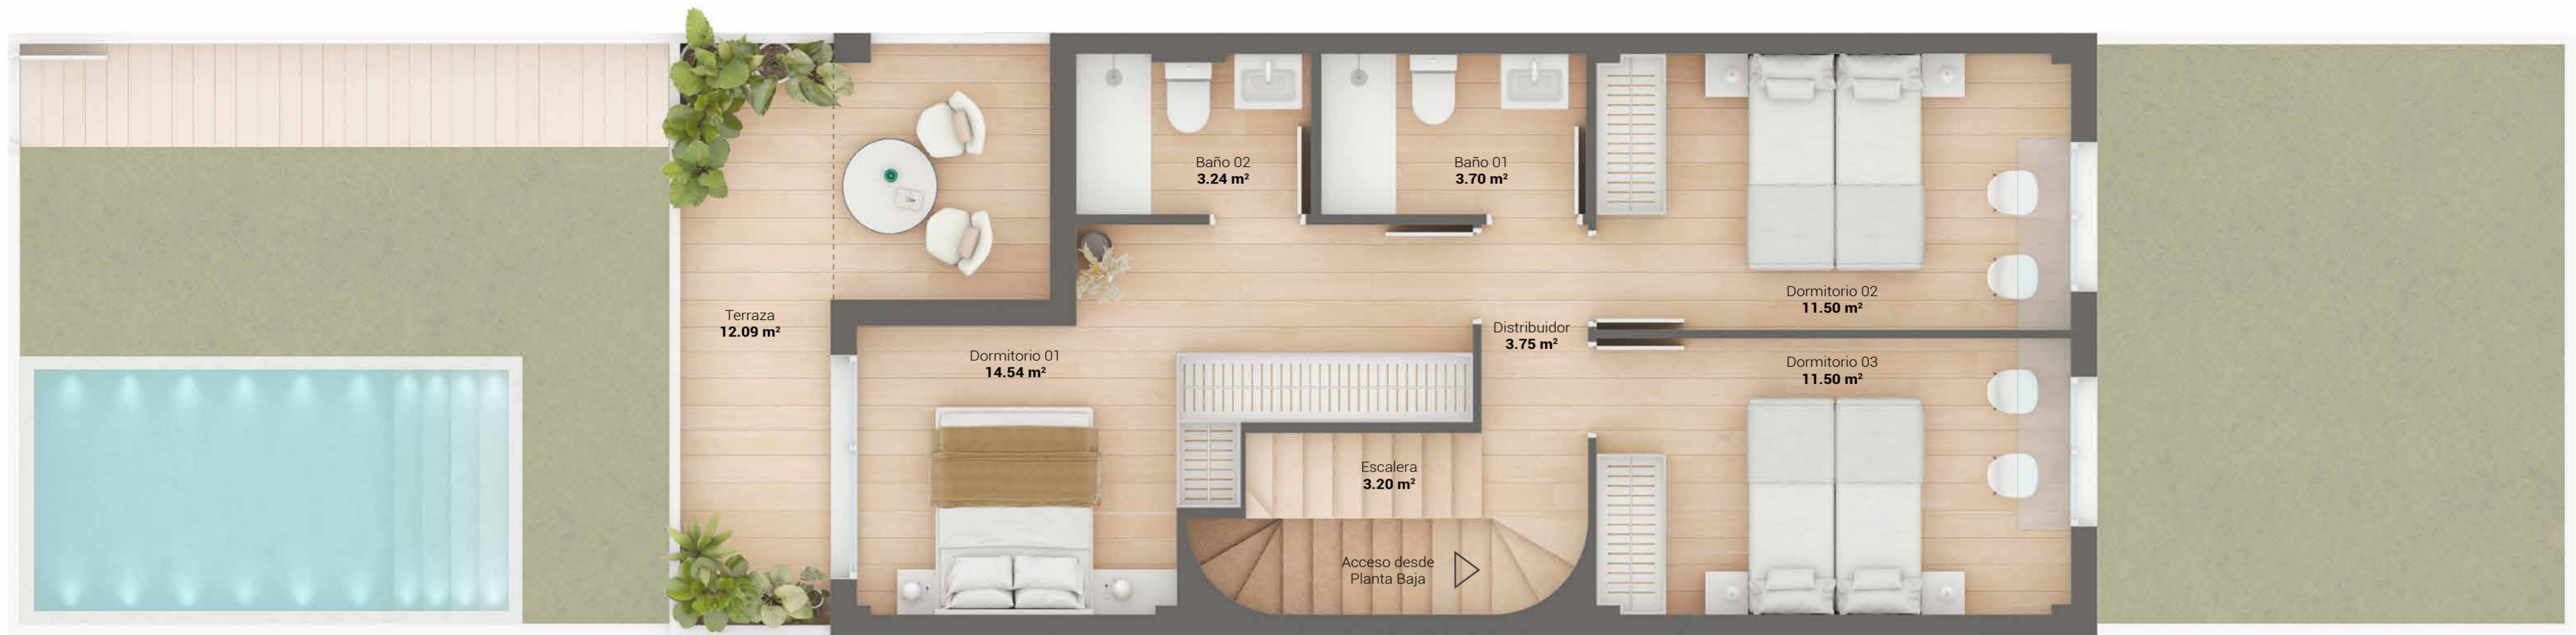 Baño 02
3.24 m²
Baño 01
3.70 m²
Dormitorio 02
11.50 m²
Terraza
12.09 m²
Distribuidor
3.75 m²
Dormitorio 01
14.54 m²
Dormitorio 03
11.50 m²
Escalera
3.20 m²
Acceso desde
Planta Baja